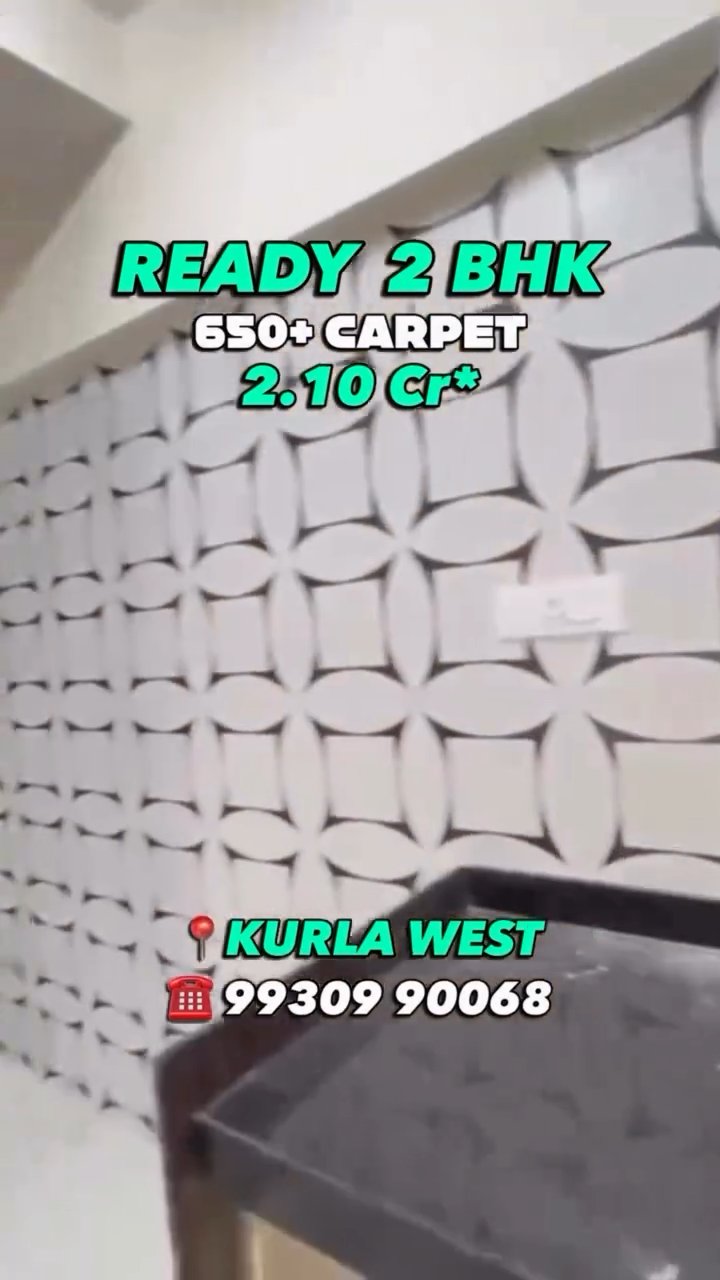 READY 2 BHK
650+ CARPET
2.10 Cr*
📍KURLA WEST
☎️99309 90068